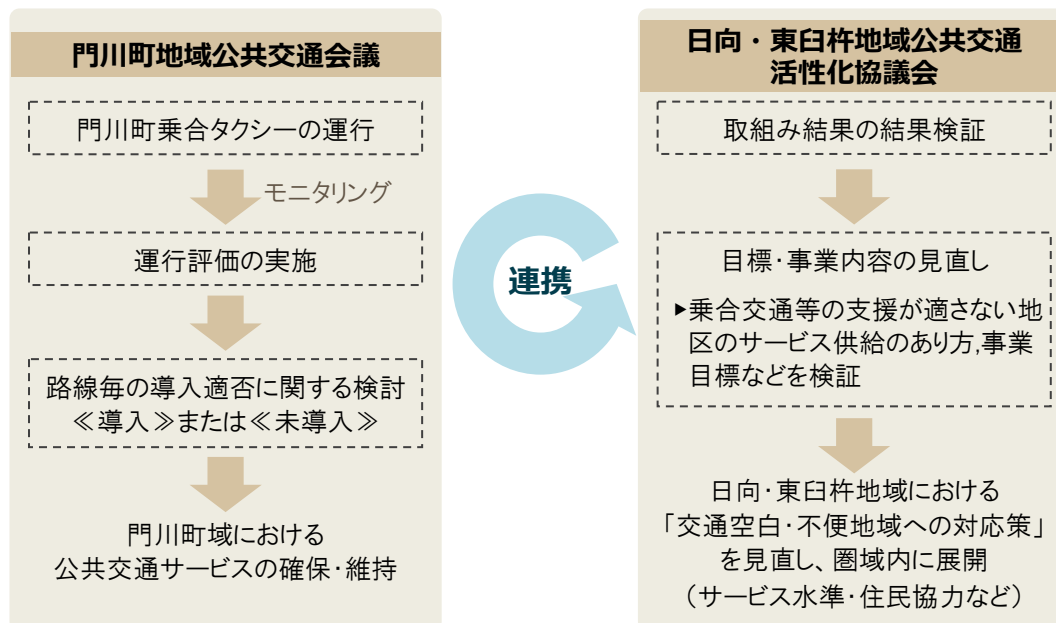 門川町地域公共交通会議
門川町乗合タクシーの運行
モニタリング
運行評価の実施
路線毎の導入適否に関する検討
≪導入≫または≪未導入≫
門川町域における
公共交通サービスの確保・維持
連携
日向・東臼杵地域公共交通
活性化協議会
取組み結果の結果検証
目標・事業内容の見直し
▶乗合交通等の支援が適さない地
区のサービス供給のあり方,事業
目標などを検証
日向・東臼杵地域における
「交通空白・不便地域への対応策」
を見直し、圏域内に展開
（サービス水準・住民協力など）